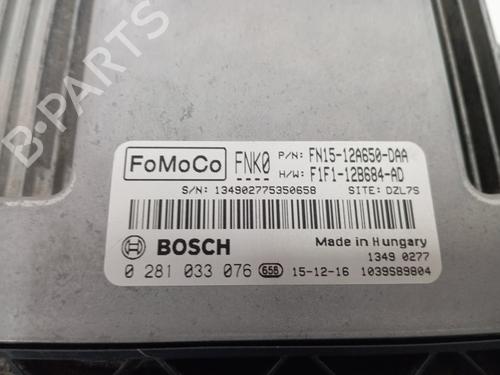 FoMoCo FNK0 P/N: FN15-12A650-DAA
H/W: F1F1-12B684-AD
S/N: 134902775350658 SITE: DZL7S
BOSCH Made in Hungary
1349 0277
0 281 033 076 656 15-12-16 1039S89804
B-PARTS